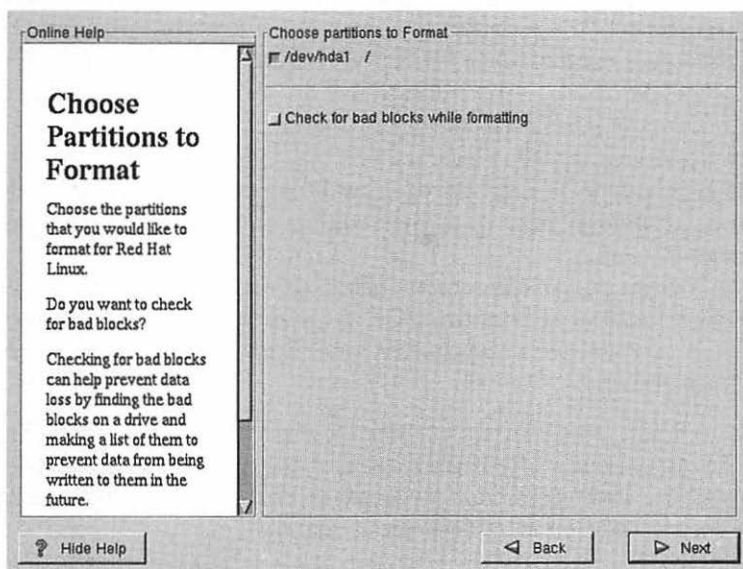 Online Help
Choose
Partitions to
Format
Choose the partitions
that you would like to
format for Red Hat
Linux.
Do you want to check
for bad blocks?
Checking for bad blocks
can help prevent data
loss by finding the bad
blocks on a drive and
making a list of them to
prevent data from being
written to them in the
future.
Choose partitions to Format
/dev/hda1 /
Check for bad blocks while formatting
? Hide Help
Back
Next